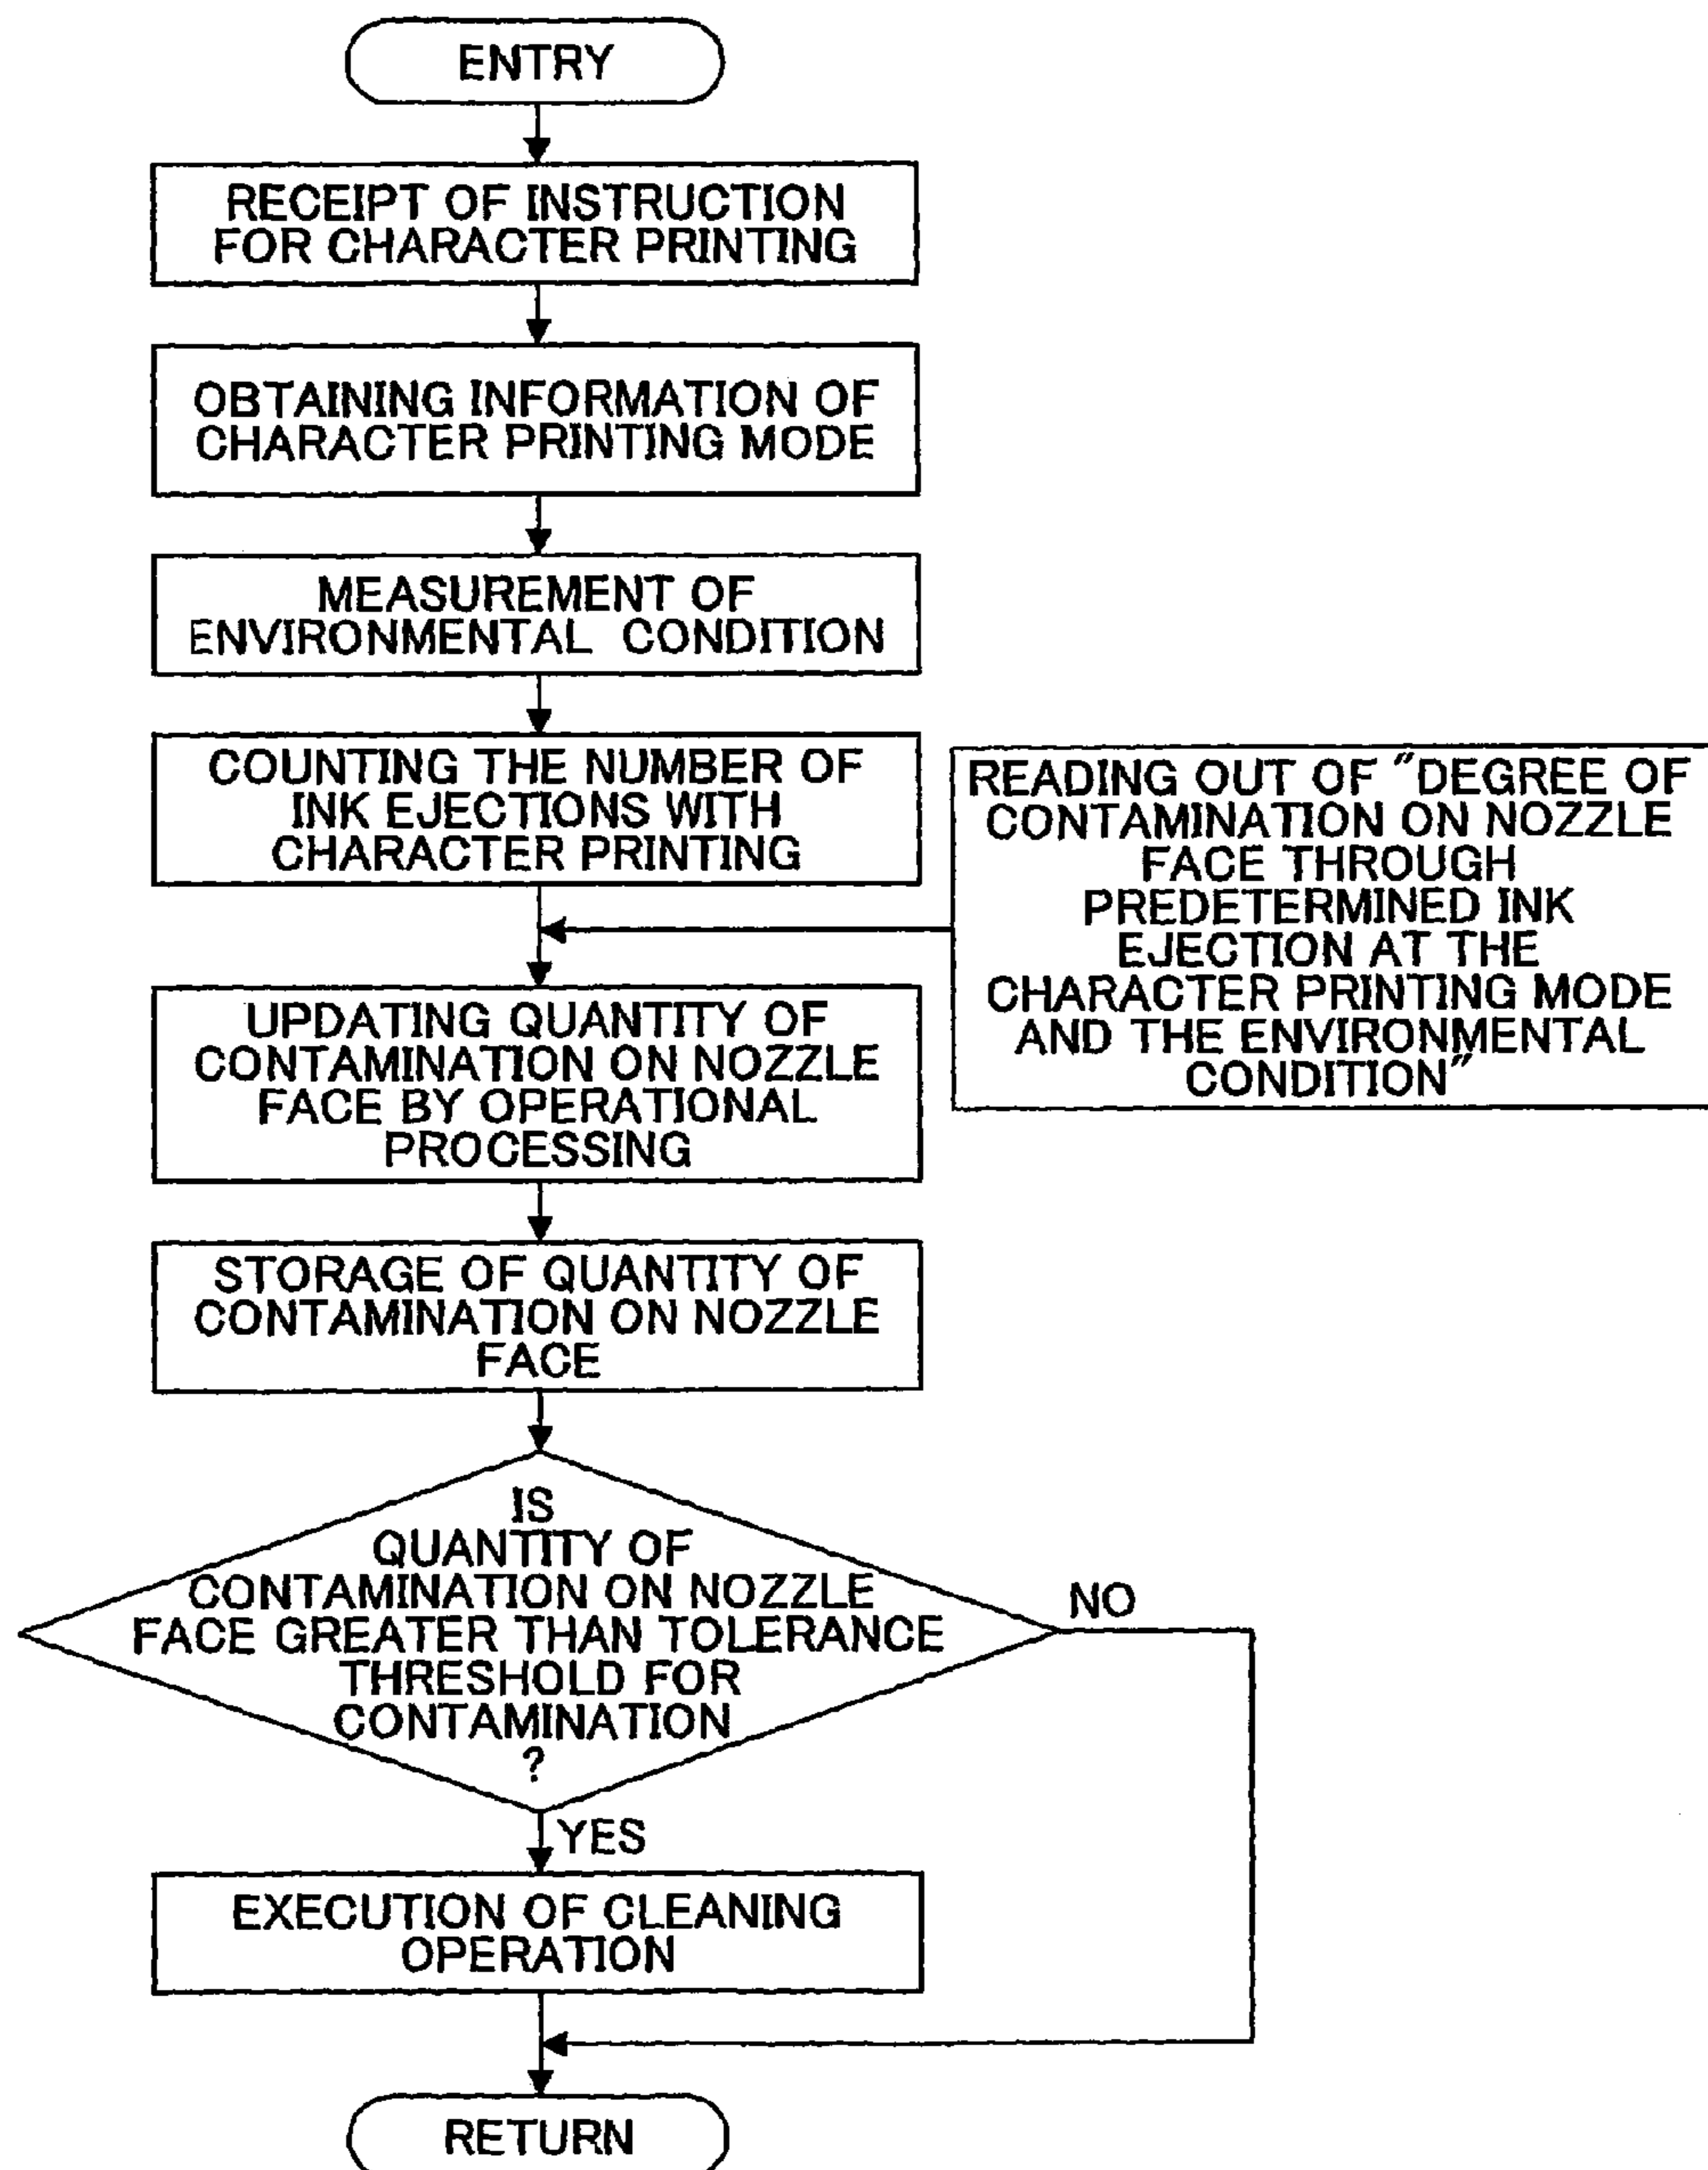 ENTRY
RECEIPT OF INSTRUCTION
FOR CHARACTER PRINTING
OBTAINING INFORMATION OF
CHARACTER PRINTING MODE
MEASUREMENT OF
ENVIRONMENTAL CONDITION
COUNTING THE NUMBER OF
INK EJECTIONS WITH
CHARACTER PRINTING
READING OUT OF "DEGREE OF
CONTAMINATION ON NOZZLE
FACE THROUGH
PREDETERMINED INK
EJECTION AT THE
CHARACTER PRINTING MODE
AND THE ENVIRONMENTAL
CONDITION"
UPDATING QUANTITY OF
CONTAMINATION ON NOZZLE
FACE BY OPERATIONAL
PROCESSING
STORAGE OF QUANTITY OF
CONTAMINATION ON NOZZLE
FACE
IS
QUANTITY OF
CONTAMINATION ON NOZZLE
FACE GREATER THAN TOLERANCE
THRESHOLD FOR
CONTAMINATION
?
NO
YES
EXECUTION OF CLEANING
OPERATION
RETURN